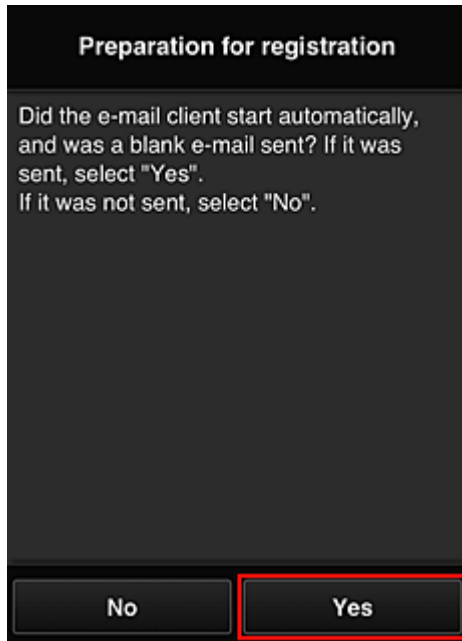 Preparation for registration
Did the e-mail client start automatically,
and was a blank e-mail sent? If it was
sent, select "Yes".
If it was not sent, select "No".
No
Yes